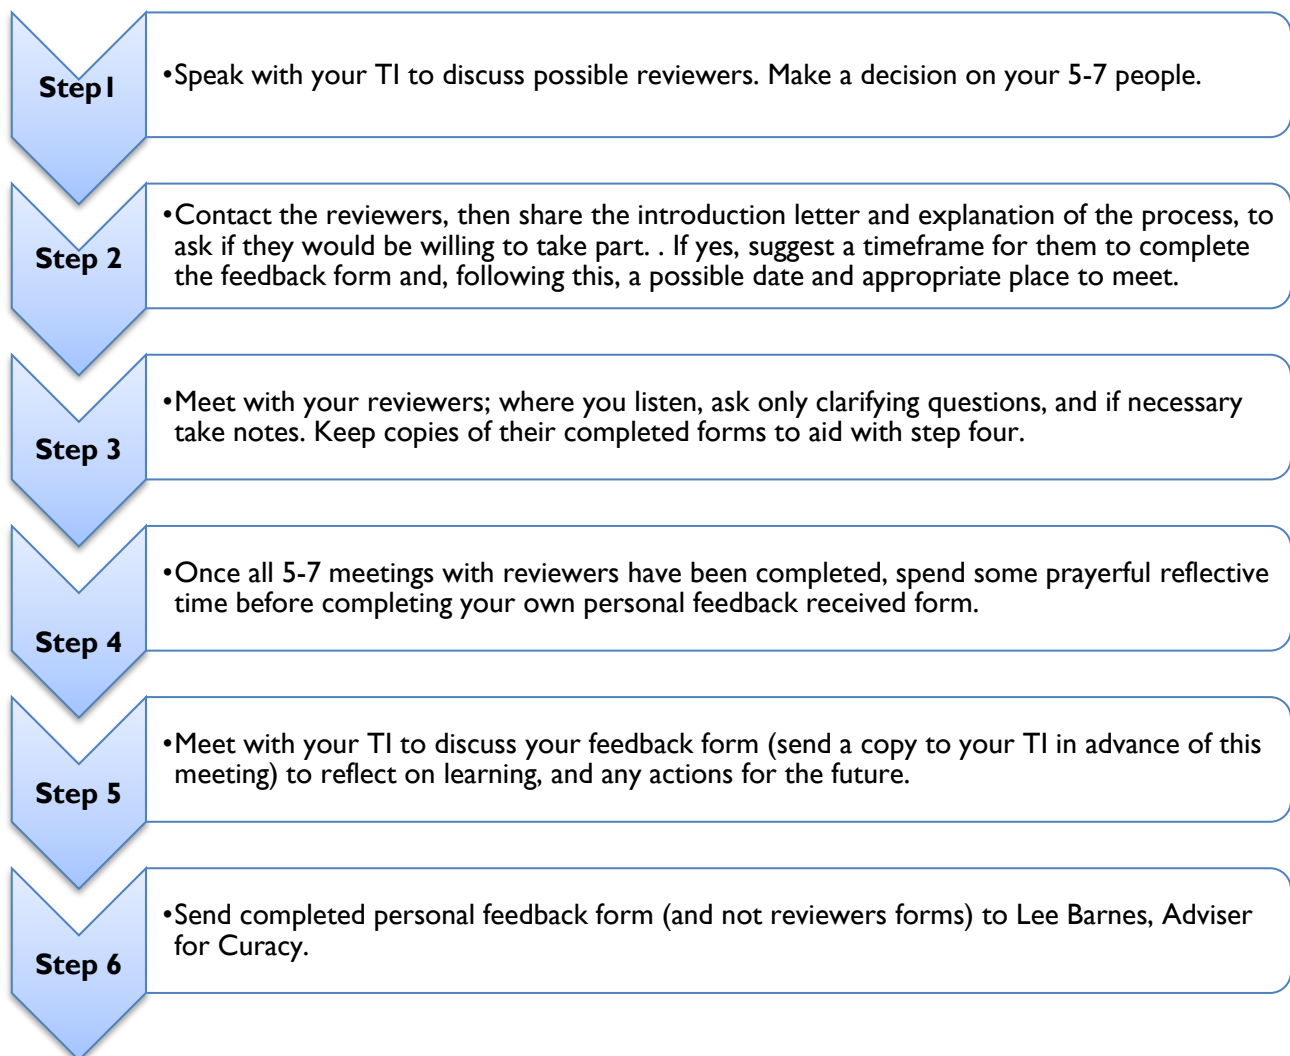 Step1
•Speak with your TI to discuss possible reviewers. Make a decision on your 5-7 people.
Step 2
•Contact the reviewers, then share the introduction letter and explanation of the process, to
ask if they would be willing to take part. . If yes, suggest a timeframe for them to complete
the feedback form and, following this, a possible date and appropriate place to meet.
Step 3
•Meet with your reviewers; where you listen, ask only clarifying questions, and if necessary
take notes. Keep copies of their completed forms to aid with step four.
Step 4
•Once all 5-7 meetings with reviewers have been completed, spend some prayerful reflective
time before completing your own personal feedback received form.
Step 5
•Meet with your TI to discuss your feedback form (send a copy to your TI in advance of this
meeting) to reflect on learning, and any actions for the future.
Step 6
•Send completed personal feedback form (and not reviewers forms) to Lee Barnes, Adviser
for Curacy.